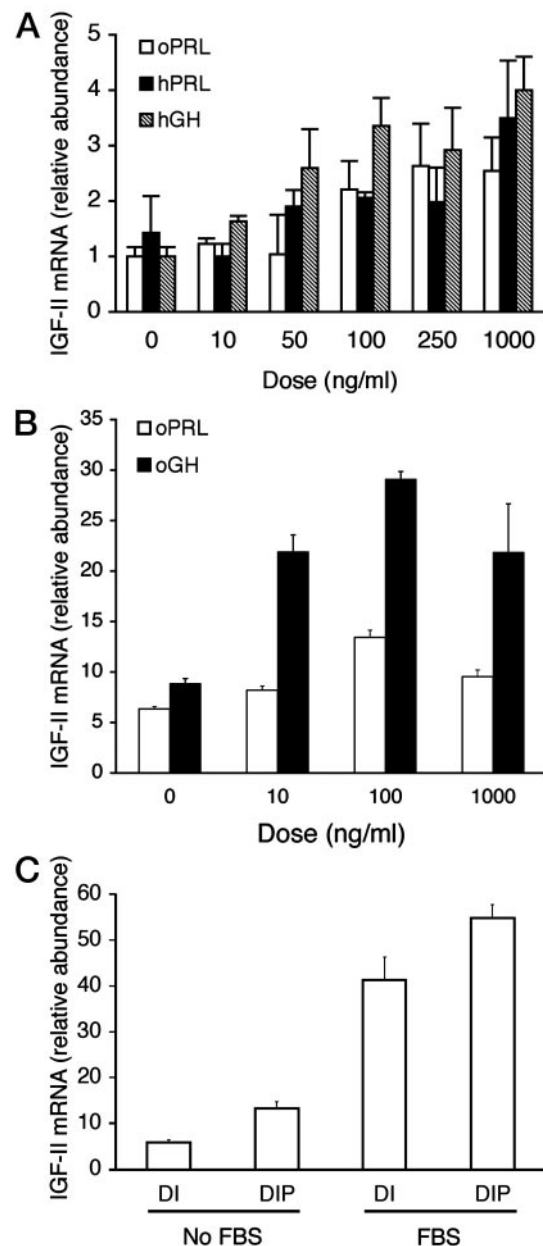 A
oPRL
hPRL
hGH
IGF-II mRNA (relative abundance)
5
4
3
2
1
0
0 10 50 100 250 1000
Dose (ng/ml)
B
oPRL
oGH
IGF-II mRNA (relative abundance)
35
30
25
20
15
10
5
0
0 10 100 1000
Dose (ng/ml)
C
IGF-II mRNA (relative abundance)
60
50
40
30
20
10
0
DI DIP DI DIP
No FBS FBS